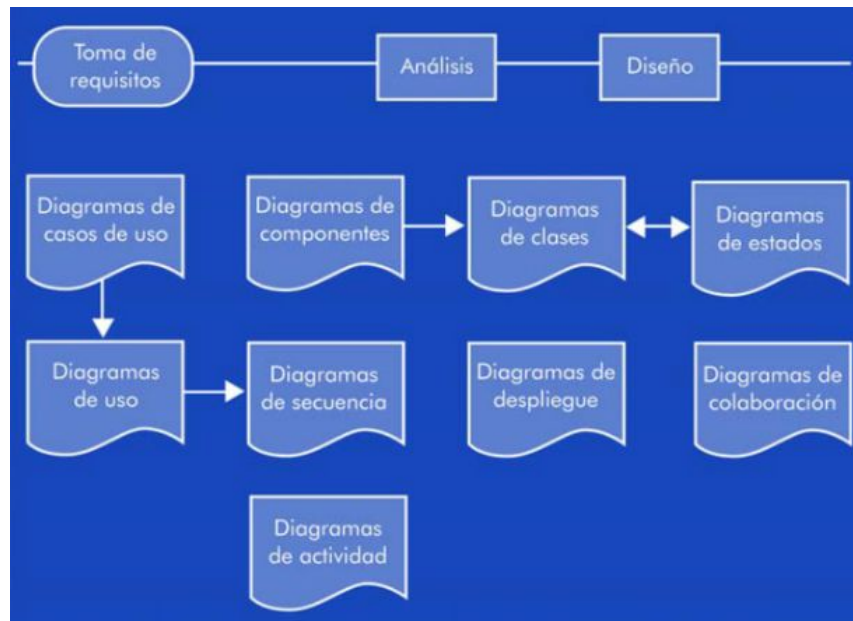 Toma de
requisitos
Análisis
Diseño
Diagramas de
casos de uso
Diagramas de
componentes
Diagramas
de clases
Diagramas
de estados
Diagramas
de uso
Diagramas
de secuencia
Diagramas de
despliegue
Diagramas de
colaboración
Diagramas
de actividad